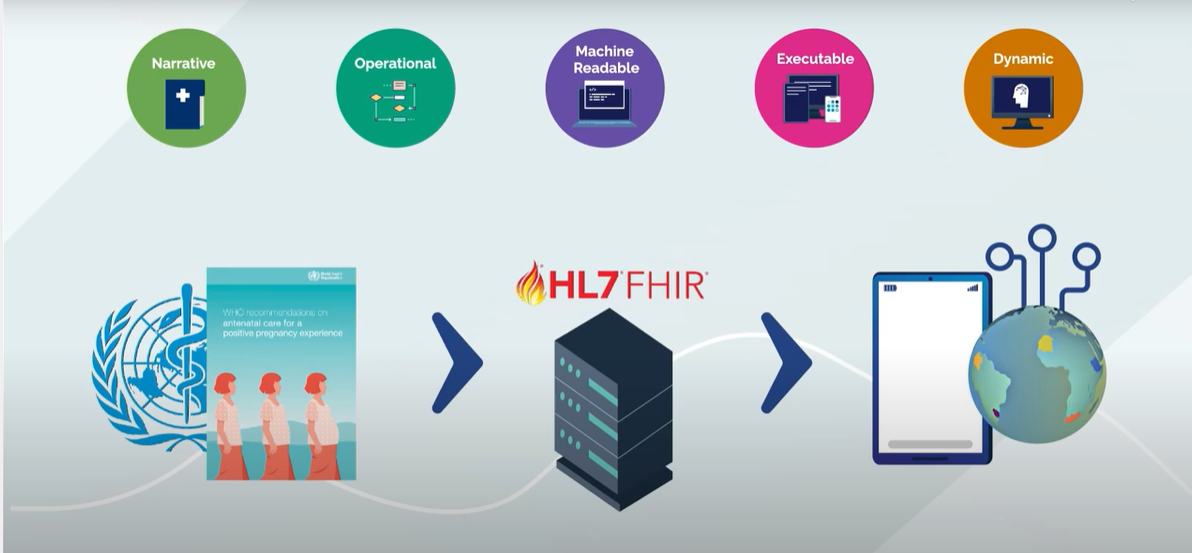 Narrative
Operational
Machine
Readable
Executable
Dynamic
World Health
Organization
WHO recommendations on
antenatal care for a
positive pregnancy experience
HL7® FHIR®